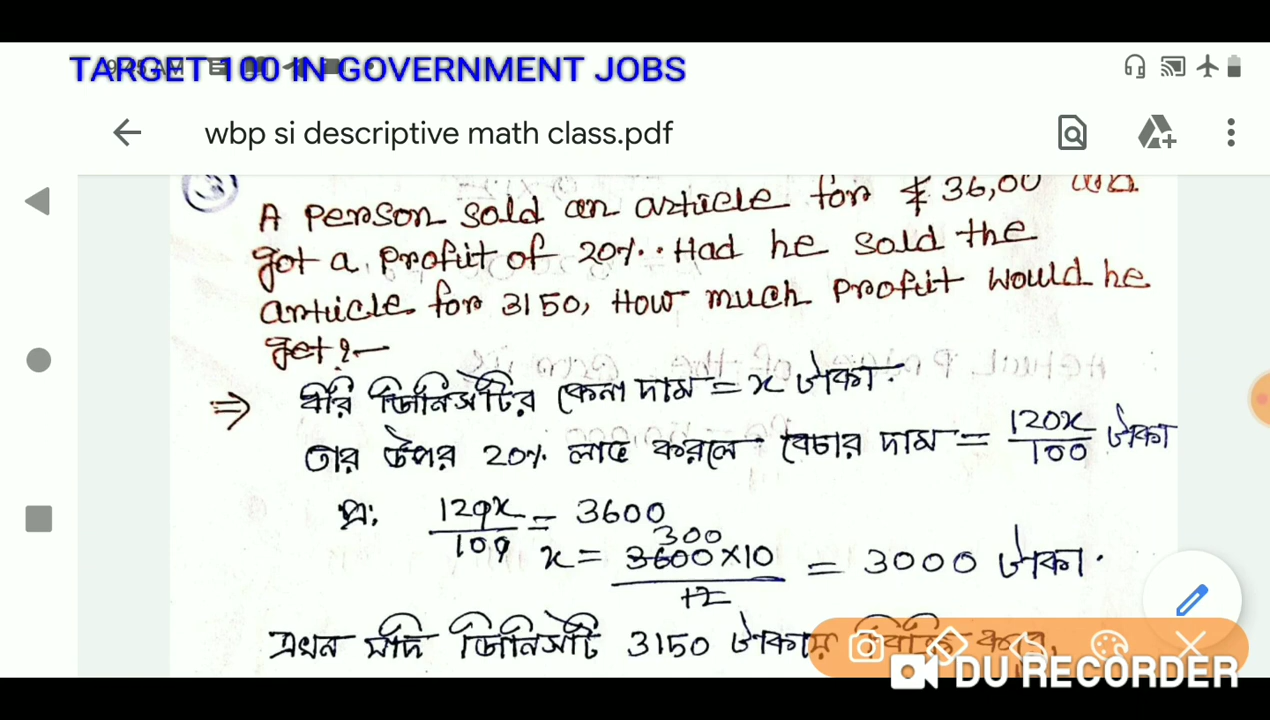 TARGET 100 IN GOVERNMENT JOBS
wbp si descriptive math class.pdf
A person sold an article for ₹ 36,00
got a profit of 20%. Had he sold the
article for 3150, How much profit would he
get?—
⇒ ধরি জিনিসটির কেনা দাম = x টাকা.
তার উপর 20% লাভ করলে বেচার দাম = 120x/100 টাকা
প্র: 120x/100 = 3600
x = 3600×10/12 = 3000 টাকা.
300
এখন যদি জিনিসটি 3150 টাকায় বিক্রি করে,
DU RECORDER